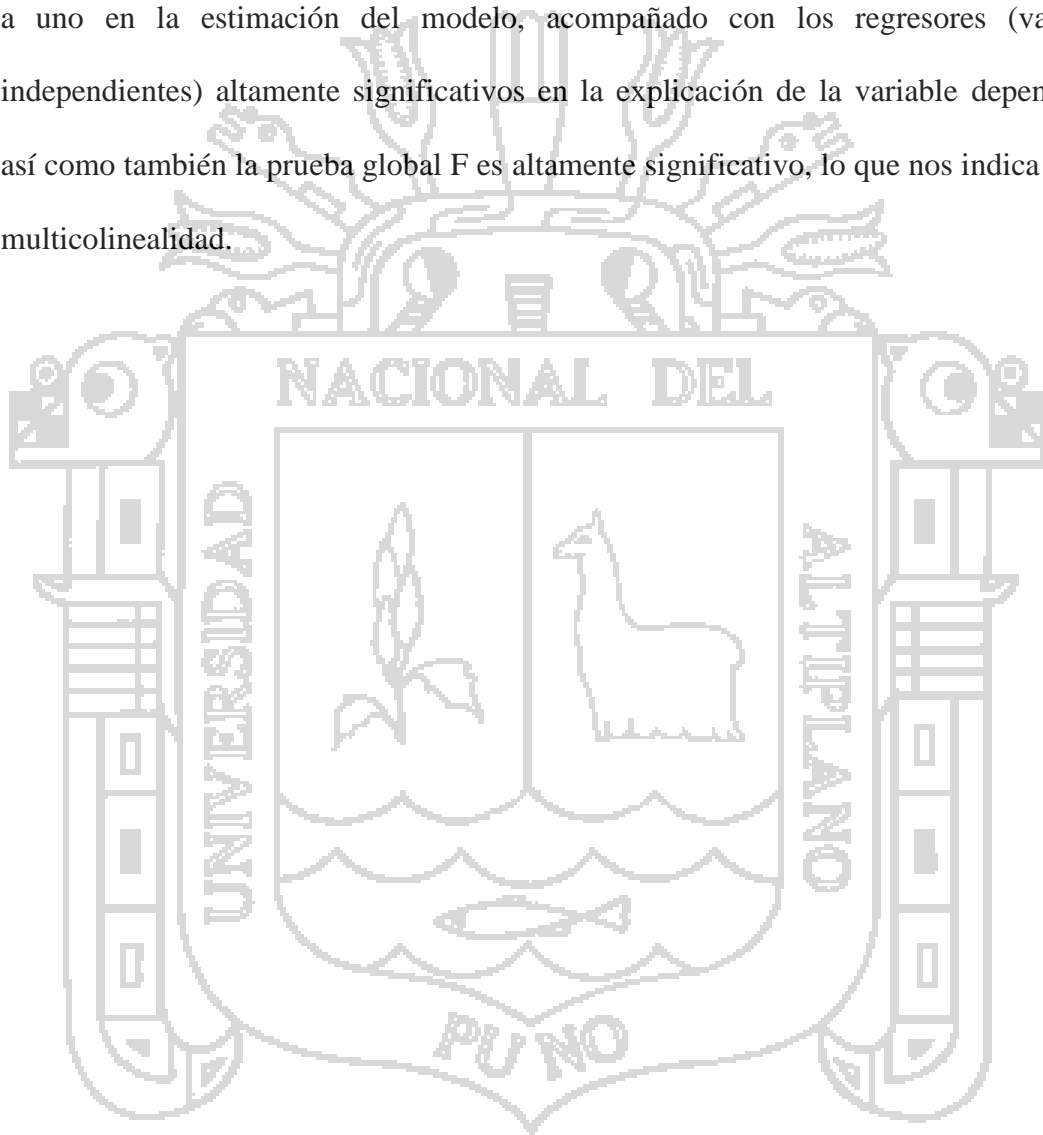 a uno en la estimación del modelo, acompañado con los regresores (va
independientes) altamente significativos en la explicación de la variable depen
así como también la prueba global F es altamente significativo, lo que nos indica
multicolinealidad.
NACIONAL DEL
UNIVERSIDAD
ALTIPLANO
PUNO